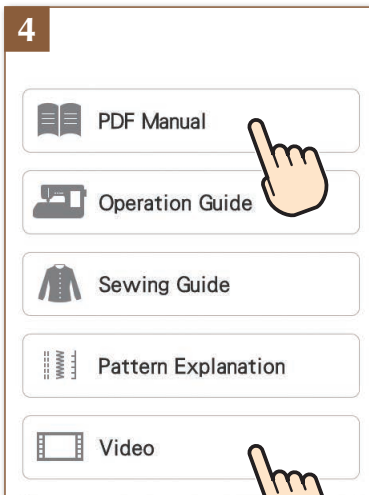 4
PDF Manual
Operation Guide
Sewing Guide
Pattern Explanation
Video